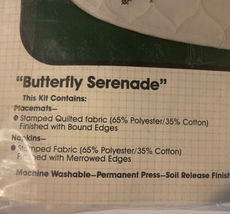 "Butterfly Serenade"
This Kit Contains:
Placemats—
● Stamped Quilted fabric (65% Polyester/35% Cotton)
Finished with Bound Edges
Napkins—
● Stamped Fabric (65% Polyester/35% Cotton)
Finished with Merrowed Edges
Machine Washable—Permanent Press—Soil Release Finish